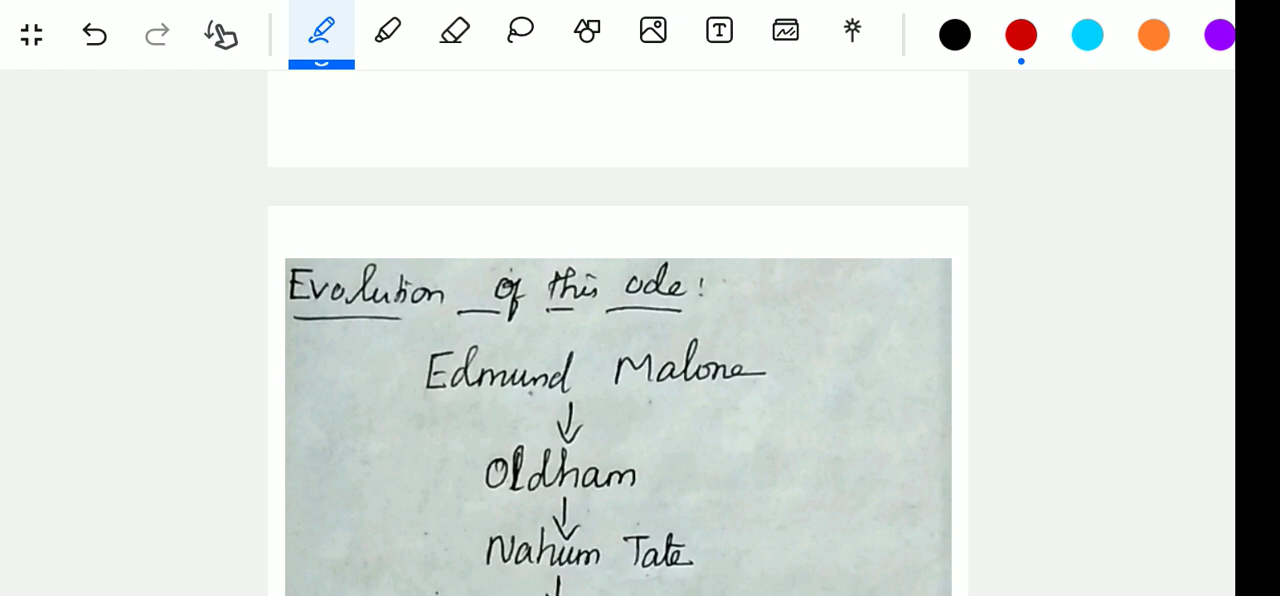 Evolution of this ode:
Edmund Malone
↓
Oldham
↓
Nahum Tate
↓